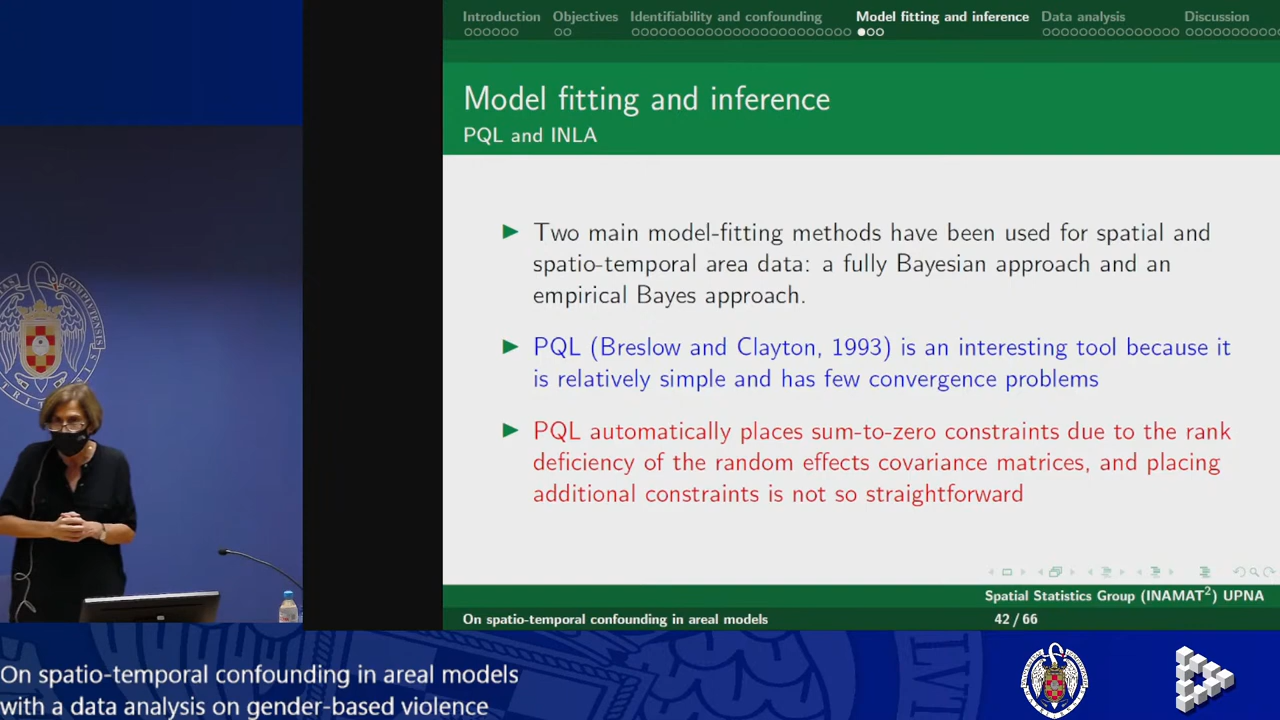 Introduction Objectives Identifiability and confounding Model fitting and inference Data analysis Discussion
Model fitting and inference
PQL and INLA
Two main model-fitting methods have been used for spatial and
spatio-temporal area data: a fully Bayesian approach and an
empirical Bayes approach.
PQL (Breslow and Clayton, 1993) is an interesting tool because it
is relatively simple and has few convergence problems
PQL automatically places sum-to-zero constraints due to the rank
deficiency of the random effects covariance matrices, and placing
additional constraints is not so straightforward
Spatial Statistics Group (INAMAT²) UPNA
On spatio-temporal confounding in areal models 42 / 66
On spatio-temporal confounding in areal models
with a data analysis on gender-based violence